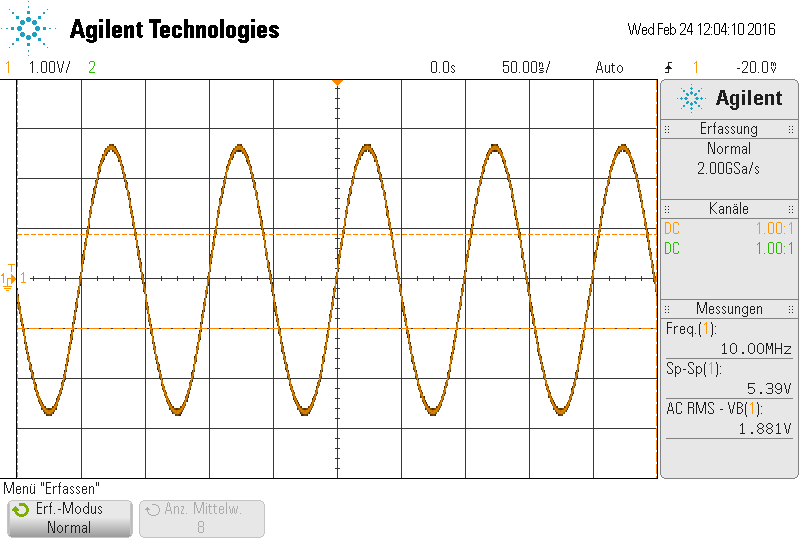 Agilent Technologies
Wed Feb 24 12:04:10 2016
1 1.00V/ 2 0.0s 50.00ns/ Auto 1 -20.0V
Agilent
Erfassung
Normal
2.00GSa/s
Kanäle
DC 1.00:1
DC 1.00:1
Messungen
Freq.(1):
10.00MHz
Sp-Sp(1):
5.39V
AC RMS - VB(1):
1.881V
T
1 1
Menü "Erfassen"
Erf.-Modus
Normal
Anz. Mittelw.
8